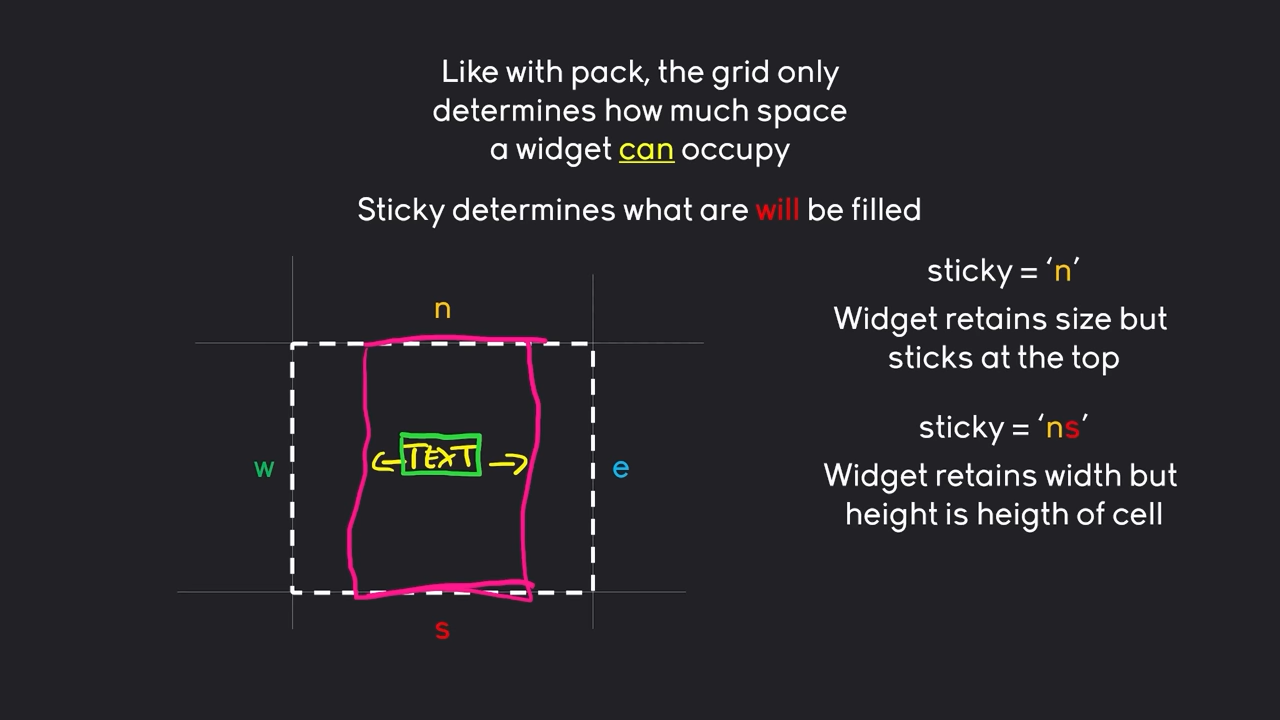 Like with pack, the grid only
determines how much space
a widget can occupy
Sticky determines what are will be filled
sticky = ‘n’
Widget retains size but
sticks at the top
sticky = ‘ns’
Widget retains width but
height is heigth of cell
n
w
TEXT
e
s